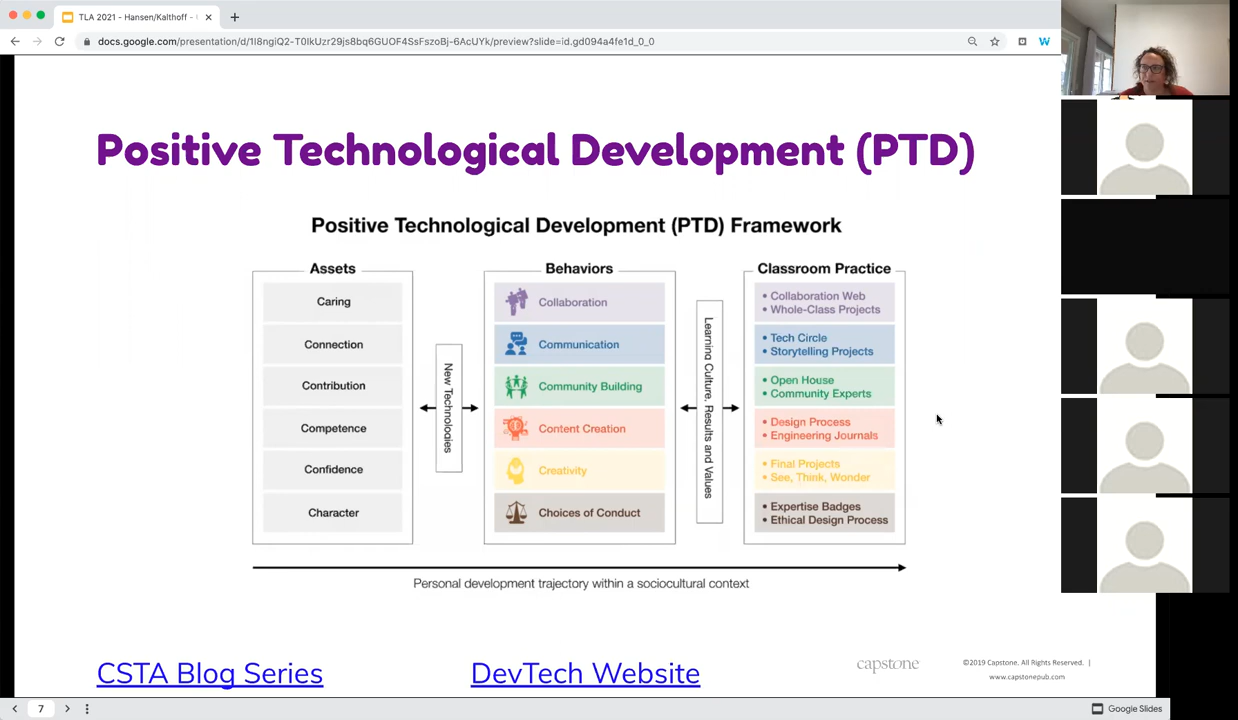 TLA 2021 - Hansen/Kalthoff -
docs.google.com/presentation/d/1I8ngiQ2-T0IkUzr29js8bq6GUOF4SsFszoBj-6AcUYk/preview?slide=id.gd094a4fe1d_0_0
W
Positive Technological Development (PTD)
Positive Technological Development (PTD) Framework
Assets
Caring
Connection
Contribution
Competence
Confidence
Character
New Technologies
Behaviors
Collaboration
Communication
Community Building
Content Creation
Creativity
Choices of Conduct
Learning Culture. Results and Values
Classroom Practice
• Collaboration Web
• Whole-Class Projects
• Tech Circle
• Storytelling Projects
• Open House
• Community Experts
• Design Process
• Engineering Journals
• Final Projects
• See, Think, Wonder
• Expertise Badges
• Ethical Design Process
Personal development trajectory within a sociocultural context
CSTA Blog Series
DevTech Website
capstone
©2019 Capstone. All Rights Reserved. |
www.capstonepub.com
7
Google Slides